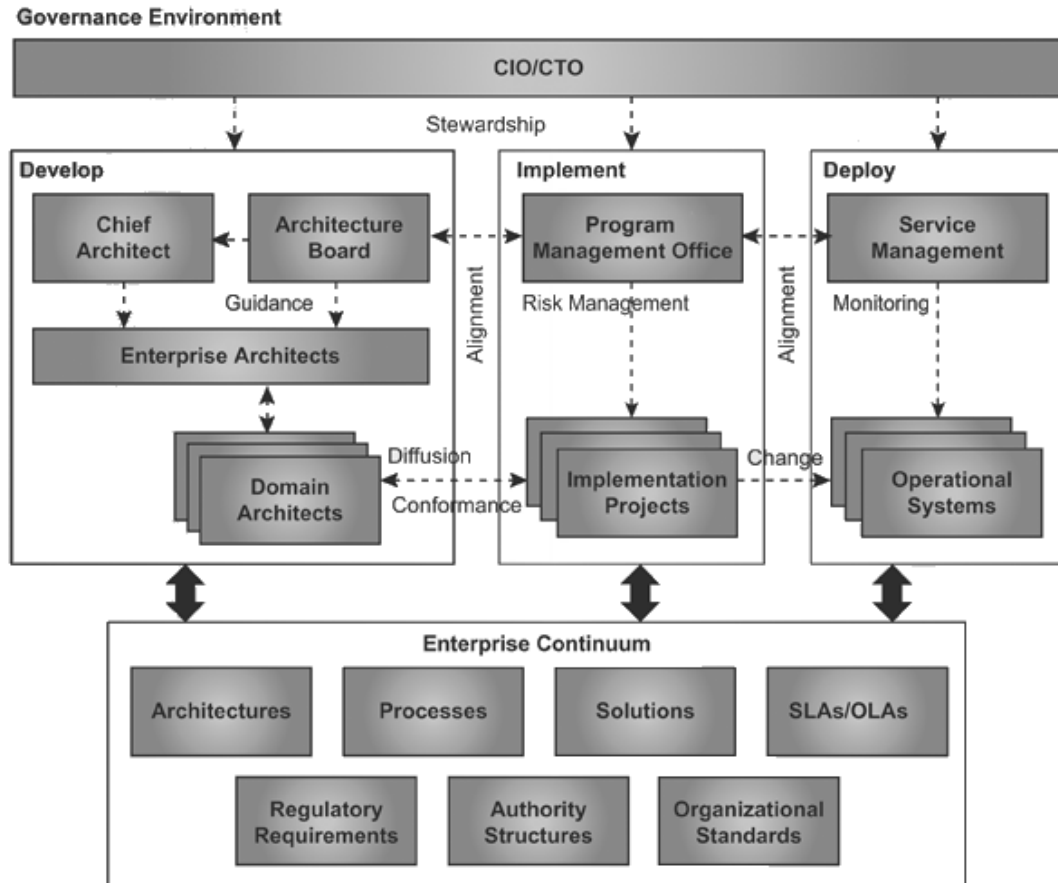 Governance Environment
CIO/CTO
Stewardship
Develop
Chief
Architect
Architecture
Board
Guidance
Enterprise Architects
Domain
Architects
Alignment
Diffusion
Conformance
Implement
Program
Management Office
Risk Management
Implementation
Projects
Alignment
Change
Deploy
Service
Management
Monitoring
Operational
Systems
Enterprise Continuum
Architectures
Processes
Solutions
SLAs/OLAs
Regulatory
Requirements
Authority
Structures
Organizational
Standards